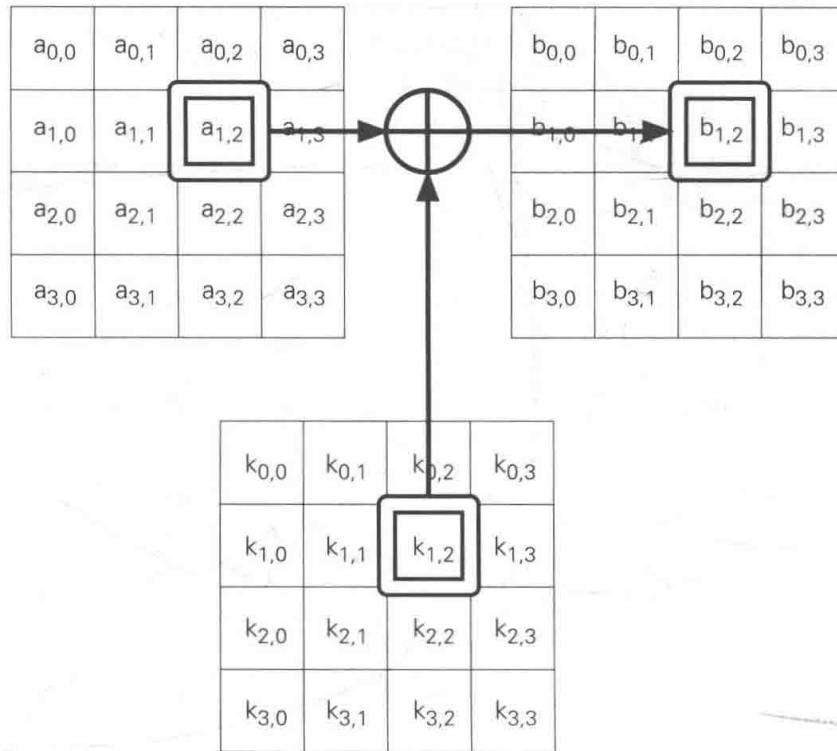 a0,0 a0,1 a0,2 a0,3 b0,0 b0,1 b0,2 b0,3
a1,0 a1,1 a1,2 a1,3 b1,0 b1,1 b1,2 b1,3
a2,0 a2,1 a2,2 a2,3 b2,0 b2,1 b2,2 b2,3
a3,0 a3,1 a3,2 a3,3 b3,0 b3,1 b3,2 b3,3
k0,0 k0,1 k0,2 k0,3
k1,0 k1,1 k1,2 k1,3
k2,0 k2,1 k2,2 k2,3
k3,0 k3,1 k3,2 k3,3